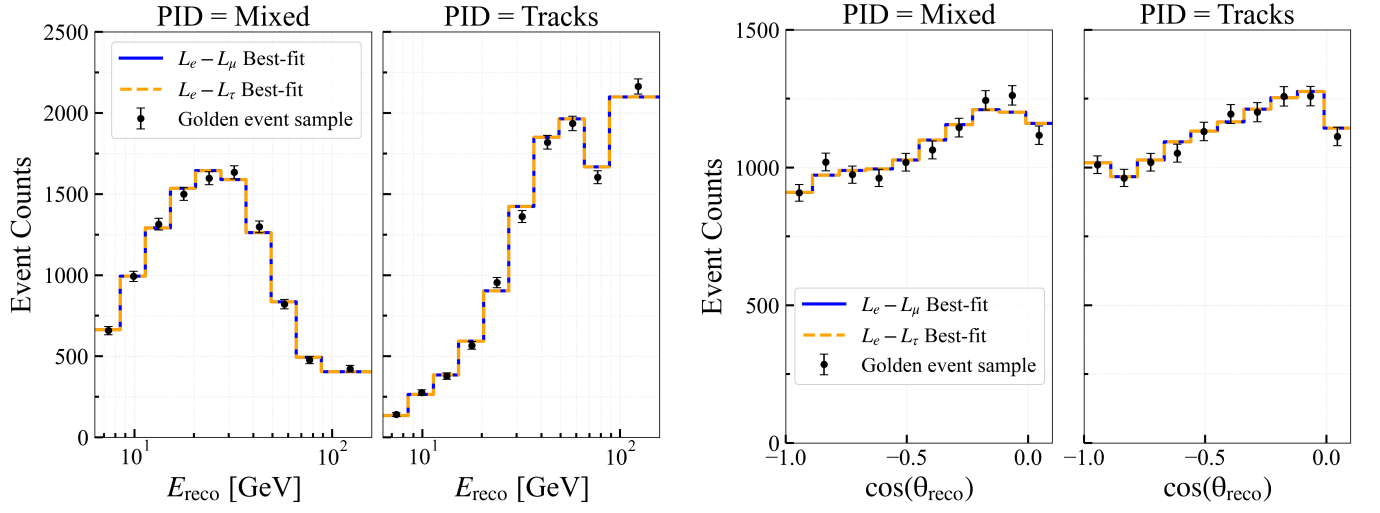 PID = Mixed
PID = Tracks
2500
2000
1500
1000
500
0
Event Counts
L_e − L_μ Best-fit
L_e − L_τ Best-fit
Golden event sample
10^1
10^2
10^1
10^2
E_reco [GeV]
E_reco [GeV]
PID = Mixed
PID = Tracks
1500
1000
500
0
Event Counts
L_e − L_μ Best-fit
L_e − L_τ Best-fit
Golden event sample
−1.0
−0.5
0.0
−1.0
−0.5
0.0
cos(θ_reco)
cos(θ_reco)